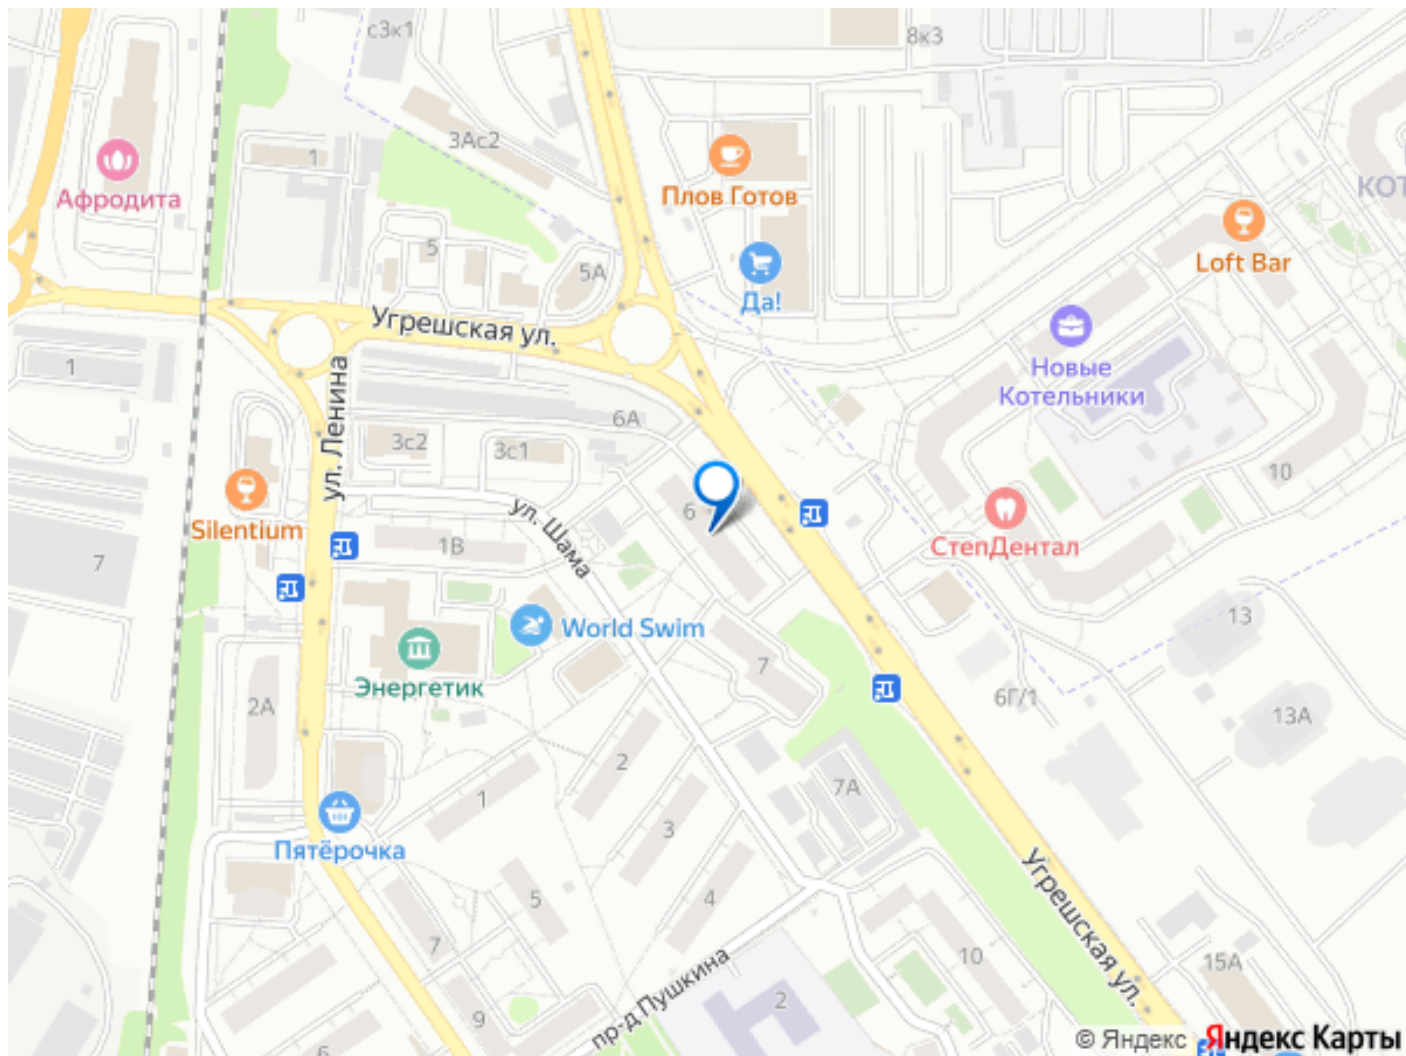 с3к1
8к3
3Ас2
1
Плов Готов
Афродита
КОТ
5
5А
Loft Bar
Да!
Угрешская ул.
1
ул. Ленина
Новые
Котельники
6А
3с2
3с1
10
6
ул. Шама
Silentium
СтепДентал
1В
7
13
World Swim
7
Энергетик
2А
6Г/1
13А
2
7А
1
3
Пятёрочка
5
4
Угрешская ул.
7
10
15А
пр-д Пушкина
2
9
6
© Яндекс Яндекс Карты